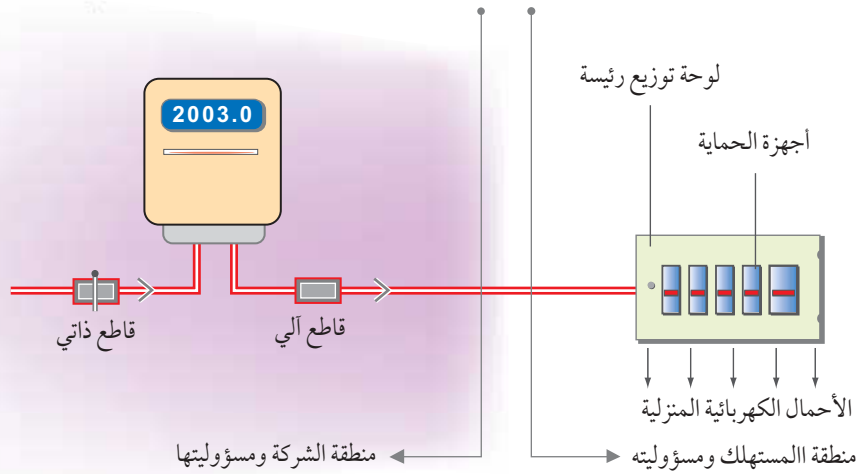 لوحة توزيع رئيسة
أجهزة الحماية
2003.0
قاطع آلي
قاطع ذاتي
الأحمال الكهربائية المنزلية
منطقة االمستهلك ومسؤوليته
منطقة الشركة ومسؤوليتها